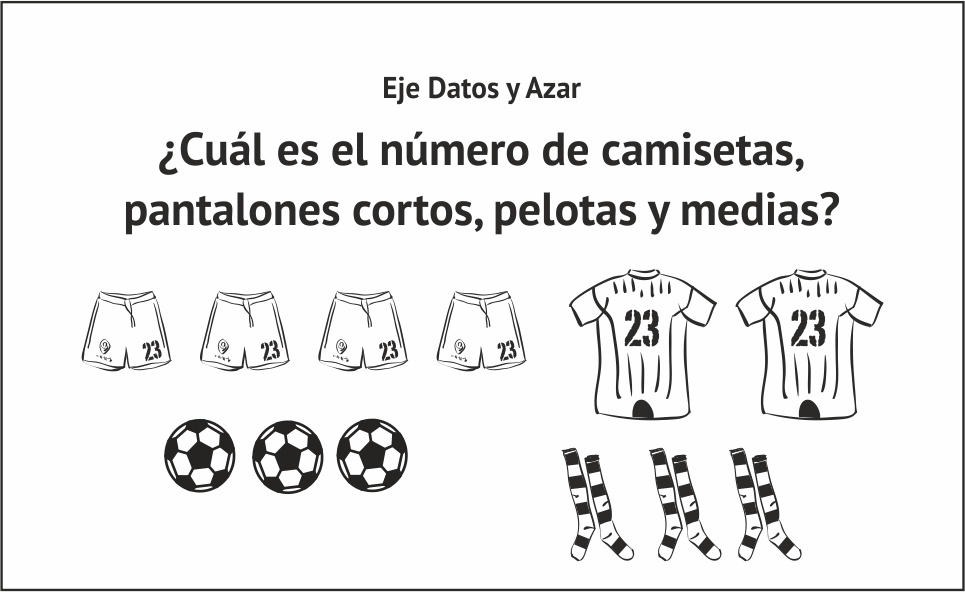 Eje Datos y Azar
¿Cuál es el número de camisetas,
pantalones cortos, pelotas y medias?
23 23 23 23
23 23